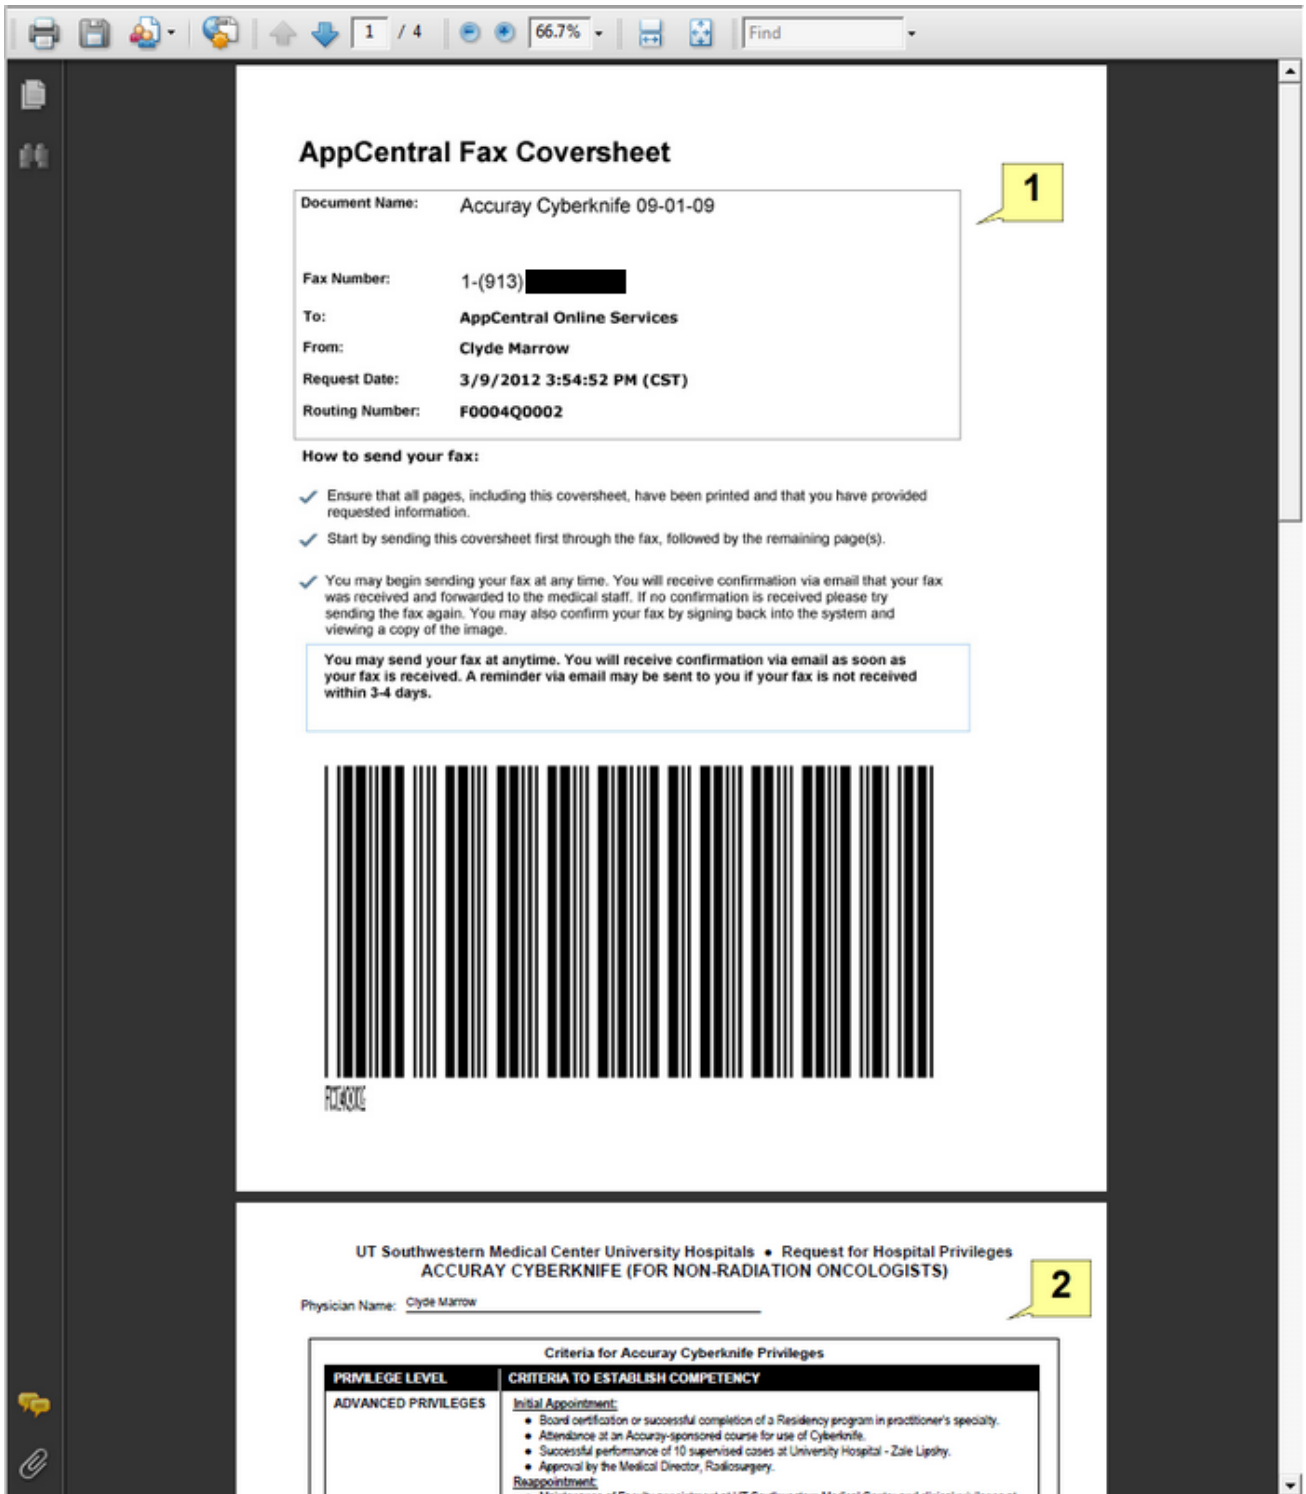 1 / 4 66.7% Find
AppCentral Fax Coversheet
1
Document Name: Accuray Cyberknife 09-01-09
Fax Number: 1-(913)
To: AppCentral Online Services
From: Clyde Marrow
Request Date: 3/9/2012 3:54:52 PM (CST)
Routing Number: F0004Q0002
How to send your fax:
Ensure that all pages, including this coversheet, have been printed and that you have provided
requested information.
Start by sending this coversheet first through the fax, followed by the remaining page(s).
You may begin sending your fax at any time. You will receive confirmation via email that your fax
was received and forwarded to the medical staff. If no confirmation is received please try
sending the fax again. You may also confirm your fax by signing back into the system and
viewing a copy of the image.
You may send your fax at anytime. You will receive confirmation via email as soon as
your fax is received. A reminder via email may be sent to you if your fax is not received
within 3-4 days.
UT Southwestern Medical Center University Hospitals • Request for Hospital Privileges
ACCURAY CYBERKNIFE (FOR NON-RADIATION ONCOLOGISTS)
2
Physician Name: Clyde Marrow
Criteria for Accuray Cyberknife Privileges
PRIVILEGE LEVEL CRITERIA TO ESTABLISH COMPETENCY
ADVANCED PRIVILEGES Initial Appointment:
• Board certification or successful completion of a Residency program in practitioner's specialty.
• Attendance at an Accuray-sponsored course for use of Cyberknife.
• Successful performance of 10 supervised cases at University Hospital - Zale Lipshy.
• Approval by the Medical Director, Radiosurgery.
Reappointment: